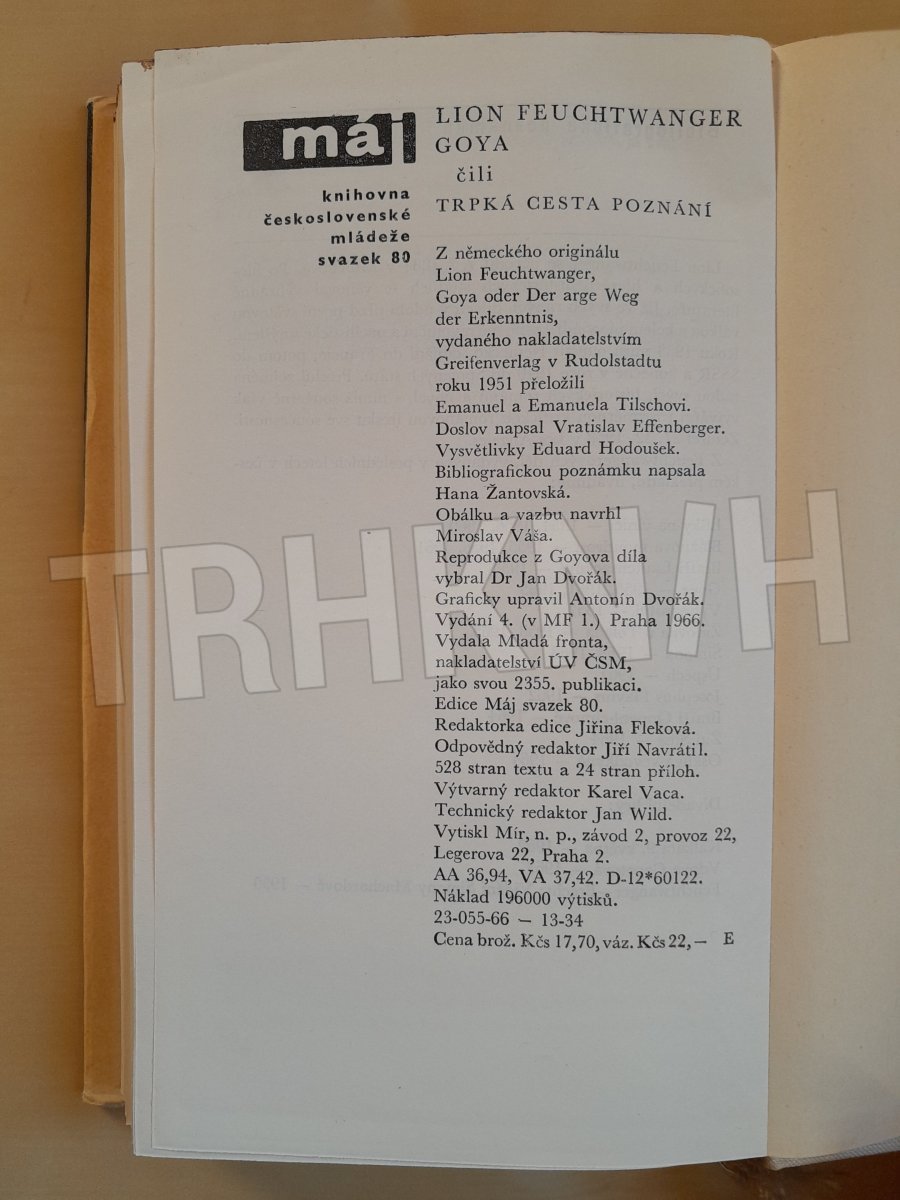 máj
knihovna
československé
mládeže
svazek 80
LION FEUCHTWANGER
GOYA
čili
TRPKÁ CESTA POZNÁNÍ
Z německého originálu
Lion Feuchtwanger,
Goya oder Der arge Weg
der Erkenntnis,
vydaného nakladatelstvím
Greifenverlag v Rudolstadtu
roku 1951 přeložili
Emanuel a Emanuela Tilschovi.
Doslov napsal Vratislav Effenberger.
Vysvětlivky Eduard Hodoušek.
Bibliografickou poznámku napsala
Hana Žantovská.
Obálku a vazbu navrhl
Miroslav Váša.
Reprodukce z Goyova díla
vybral Dr Jan Dvořák.
Graficky upravil Antonín Dvořák.
Vydání 4. (v MF 1.) Praha 1966.
Vydala Mladá fronta,
nakladatelství ÚV ČSM,
jako svou 2355. publikaci.
Edice Máj svazek 80.
Redaktorka edice Jiřina Fleková.
Odpovědný redaktor Jiří Navrátil.
528 stran textu a 24 stran příloh.
Výtvarný redaktor Karel Vaca.
Technický redaktor Jan Wild.
Vytiskl Mír, n. p., závod 2, provoz 22,
Legerova 22, Praha 2.
AA 36,94, VA 37,42. D-12*60122.
Náklad 196000 výtisků.
23-055-66 — 13-34
Cena brož. Kčs 17,70, váz. Kčs 22,— E
TRHKNIH